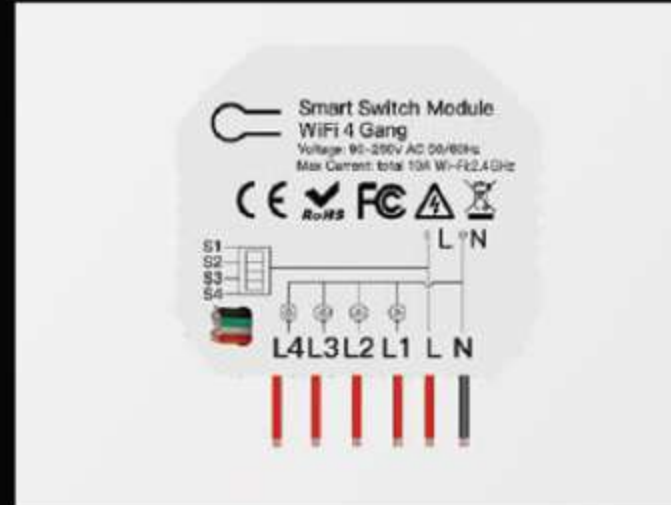 Smart Switch Module
WiFi 4 Gang
Voltage: 90-250v AC 50/60Hz
Max Current: total 10A Wi-Fi:2.4GHz
CE RoHS FC
L N
S1
S2
S3
S4
L4 L3 L2 L1 L N